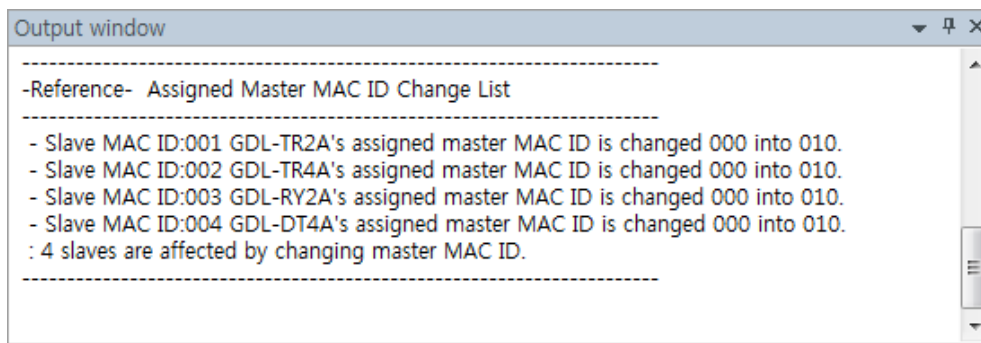 Output window
----------------------------------------------------------------------
-Reference-  Assigned Master MAC ID Change List
----------------------------------------------------------------------
- Slave MAC ID:001 GDL-TR2A's assigned master MAC ID is changed 000 into 010.
- Slave MAC ID:002 GDL-TR4A's assigned master MAC ID is changed 000 into 010.
- Slave MAC ID:003 GDL-RY2A's assigned master MAC ID is changed 000 into 010.
- Slave MAC ID:004 GDL-DT4A's assigned master MAC ID is changed 000 into 010.
: 4 slaves are affected by changing master MAC ID.
----------------------------------------------------------------------